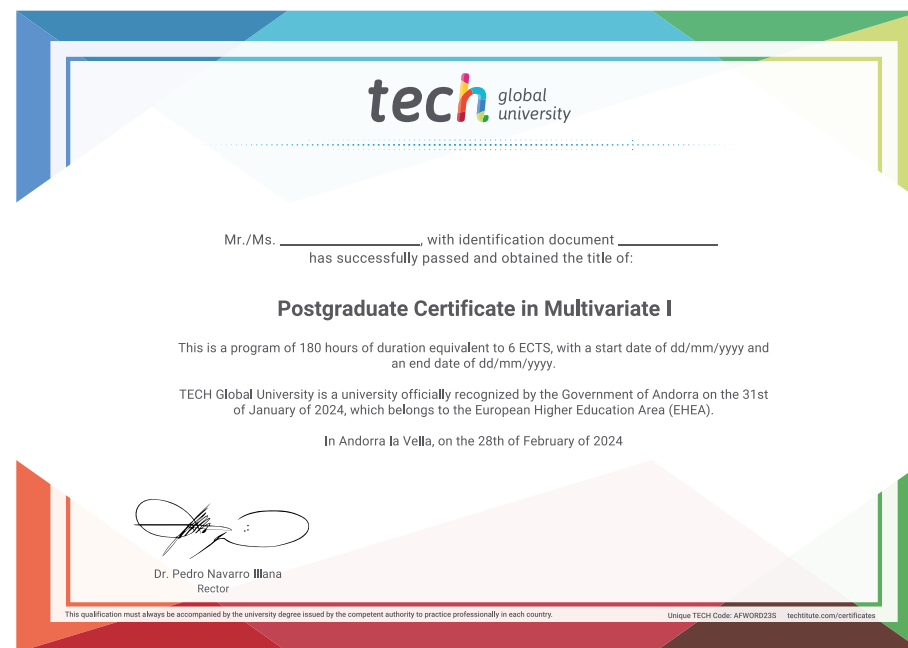 tech global
university
Mr./Ms. ____________, with identification document ____________
has successfully passed and obtained the title of:
Postgraduate Certificate in Multivariate I
This is a program of 180 hours of duration equivalent to 6 ECTS, with a start date of dd/mm/yyyy and
an end date of dd/mm/yyyy.
TECH Global University is a university officially recognized by the Government of Andorra on the 31st
of January of 2024, which belongs to the European Higher Education Area (EHEA).
In Andorra la Vella, on the 28th of February of 2024
Dr. Pedro Navarro Illana
Rector
This qualification must always be accompanied by the university degree issued by the competent authority to practice professionally in each country.
Unique TECH Code: AFWORD23S techtitute.com/certificates